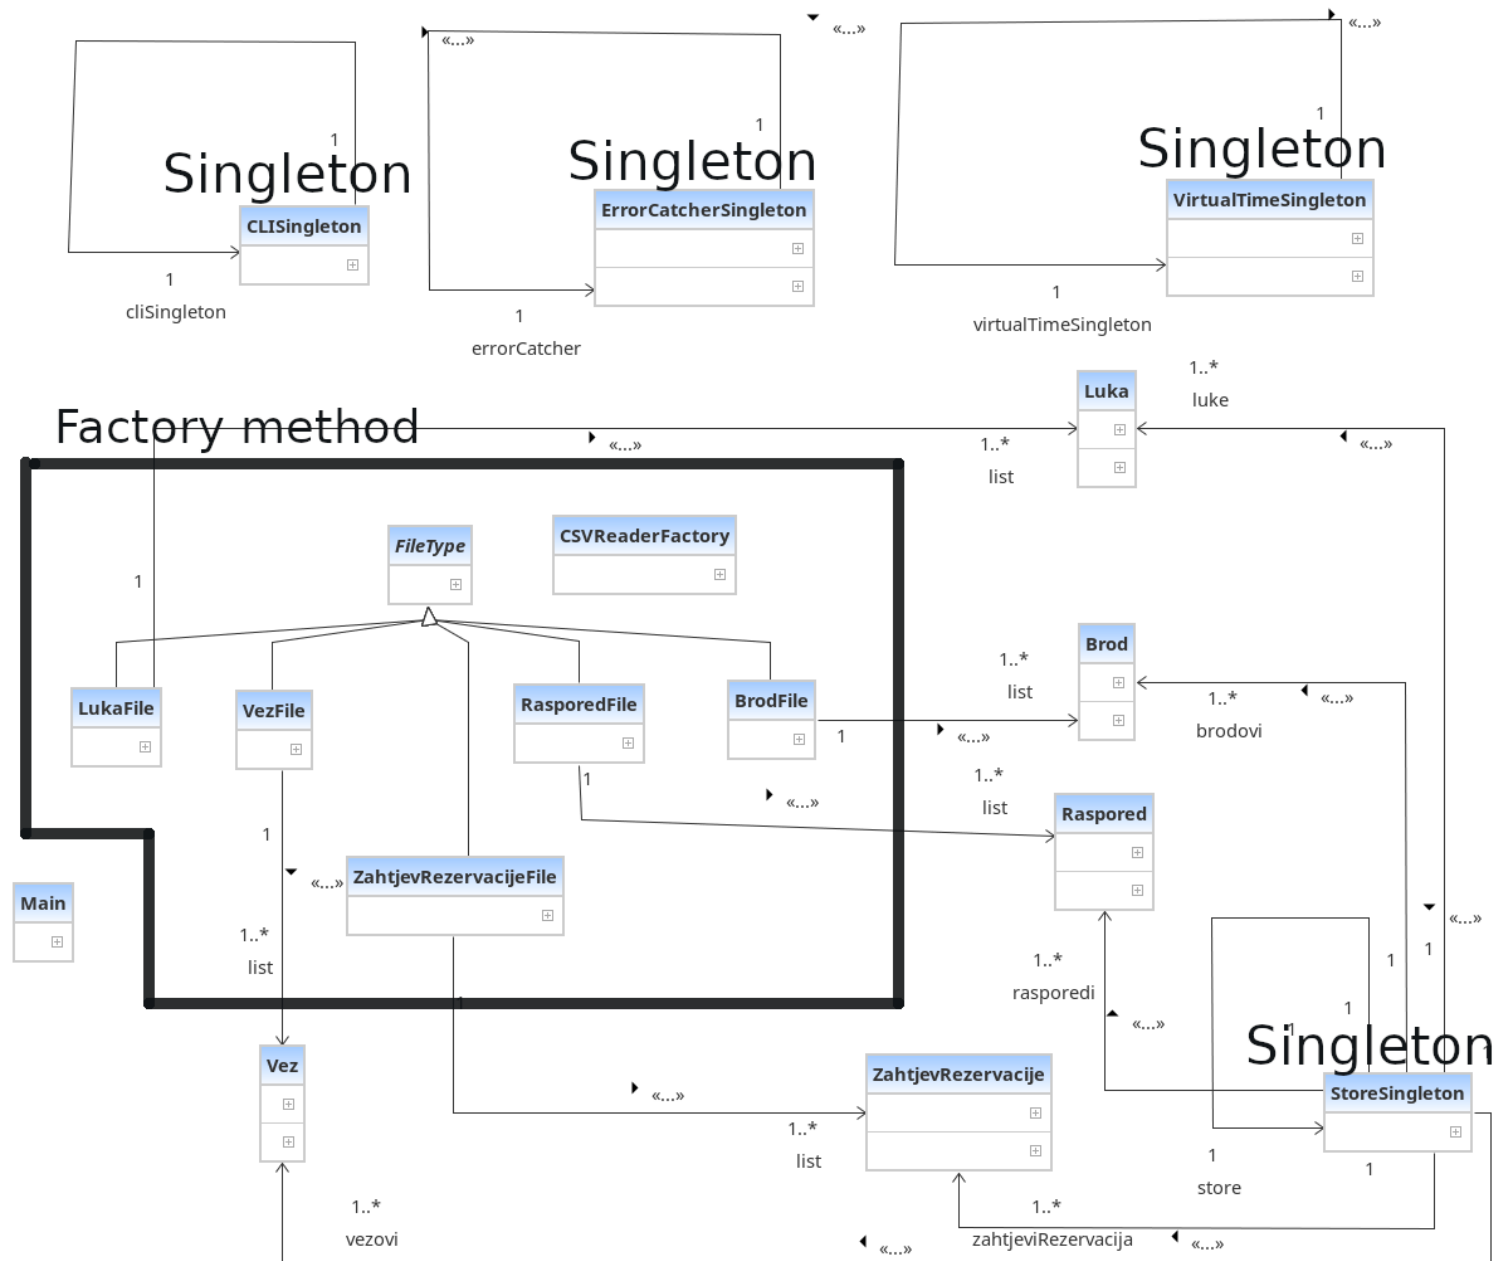 «...»
«...»
«...»
1
1
1
Singleton
Singleton
Singleton
CLISingleton
ErrorCatcherSingleton
VirtualTimeSingleton
1
cliSingleton
1
errorCatcher
1
virtualTimeSingleton
Luka
1..*
luke
Factory method
«...»
1..*
list
«...»
FileType
CSVReaderFactory
1
LukaFile
VezFile
RasporedFile
BrodFile
1..*
list
Brod
1..*
brodovi
«...»
1
«...»
1
«...»
1..*
list
Raspored
1
«...»
ZahtjevRezervacijeFile
Main
1..*
list
1
1..*
rasporedi
«...»
1
1
«...»
1
1
Singleton
StoreSingleton
Vez
ZahtjevRezervacije
«...»
1..*
list
1
store
1
1..*
vezovi
«...»
1..*
zahtjeviRezervacija
«...»